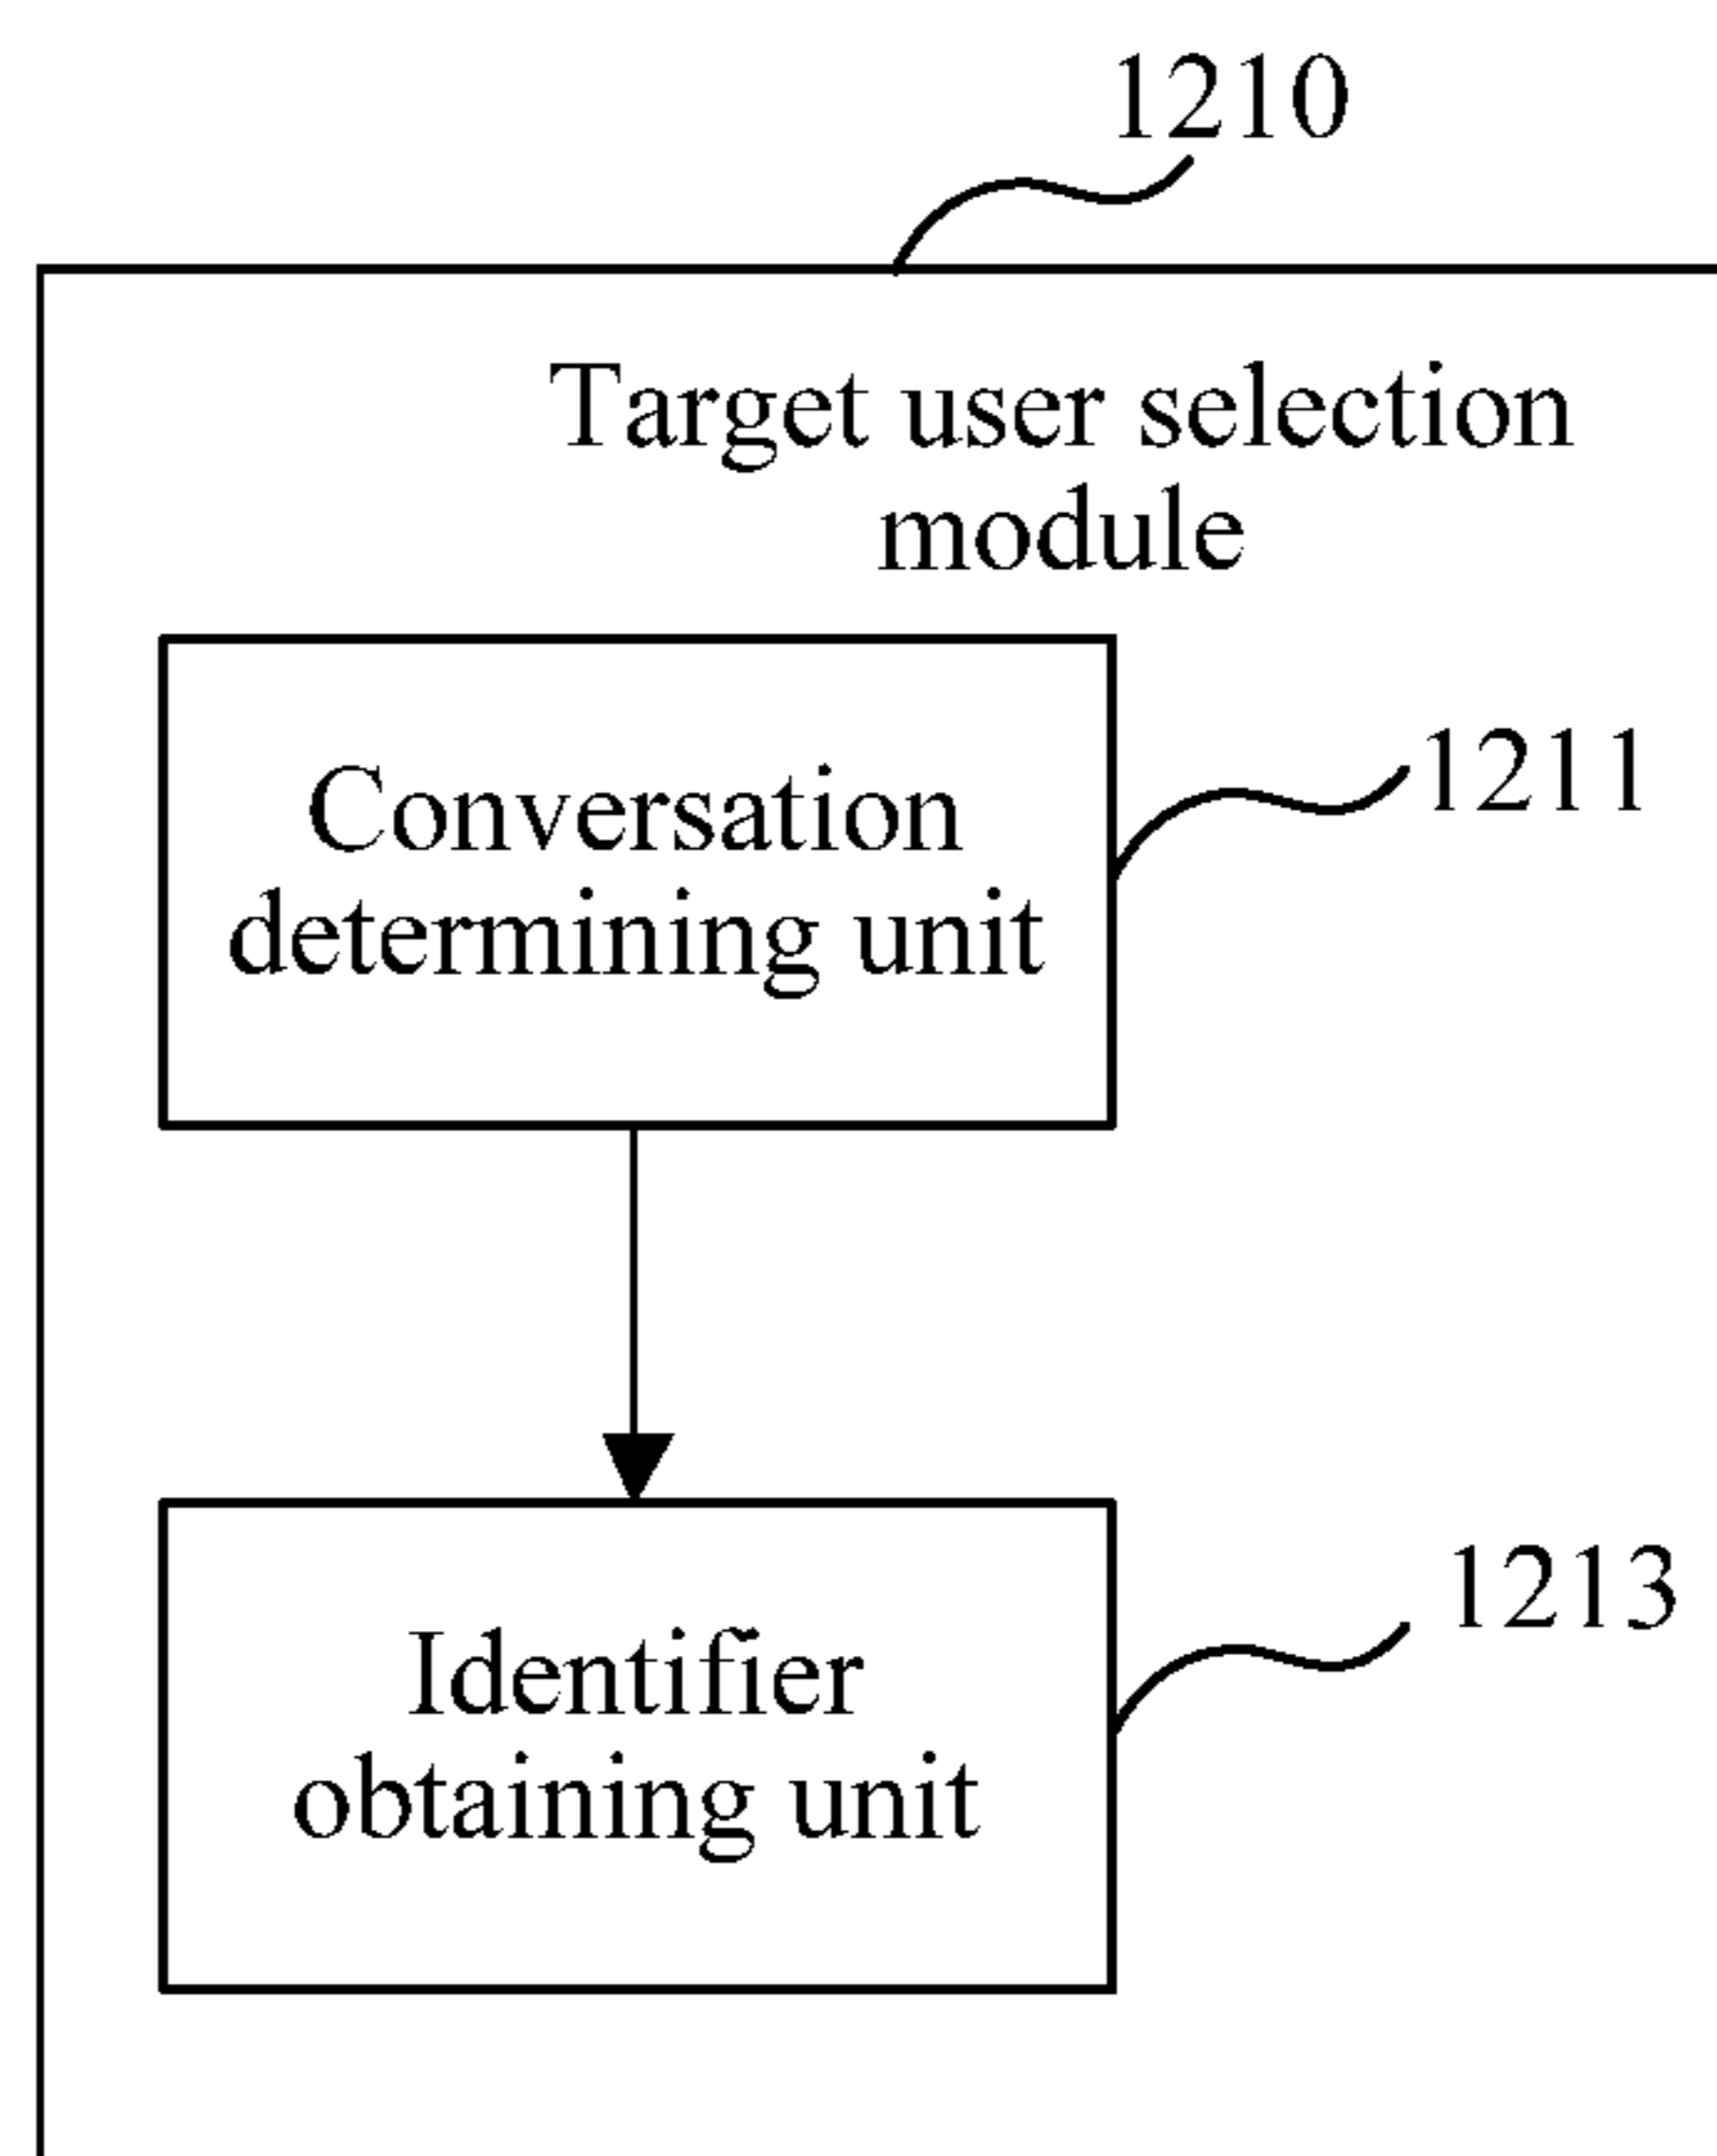 1210
Target user selection
module
Conversation
determining unit
1211
Identifier
obtaining unit
1213